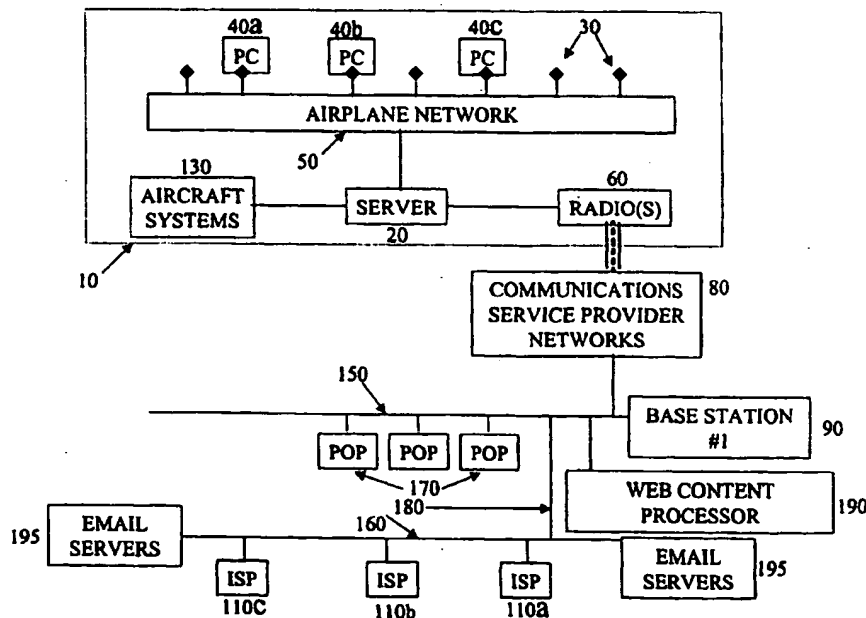 40a 40b 40c 30
PC PC PC
AIRPLANE NETWORK
50
130 60
AIRCRAFT
SYSTEMS
SERVER
RADIO(S)
20
10
COMMUNICATIONS
SERVICE PROVIDER
NETWORKS
80
150
BASE STATION
#1
90
POP POP POP
170
180
WEB CONTENT
PROCESSOR
190
160
195
EMAIL
SERVERS
EMAIL
SERVERS
195
ISP ISP ISP
110C 110b 110a